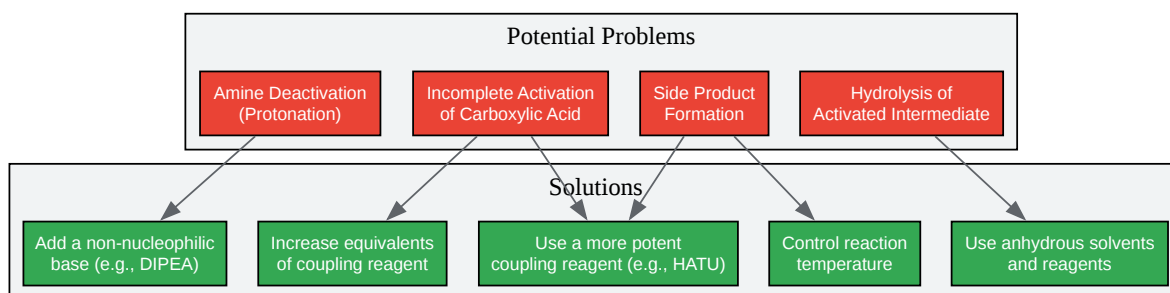 Potential Problems
Amine Deactivation
(Protonation)
Incomplete Activation
of Carboxylic Acid
Side Product
Formation
Hydrolysis of
Activated Intermediate
Solutions
Add a non-nucleophilic
base (e.g., DIPEA)
Increase equivalents
of coupling reagent
Use a more potent
coupling reagent (e.g., HATU)
Control reaction
temperature
Use anhydrous solvents
and reagents